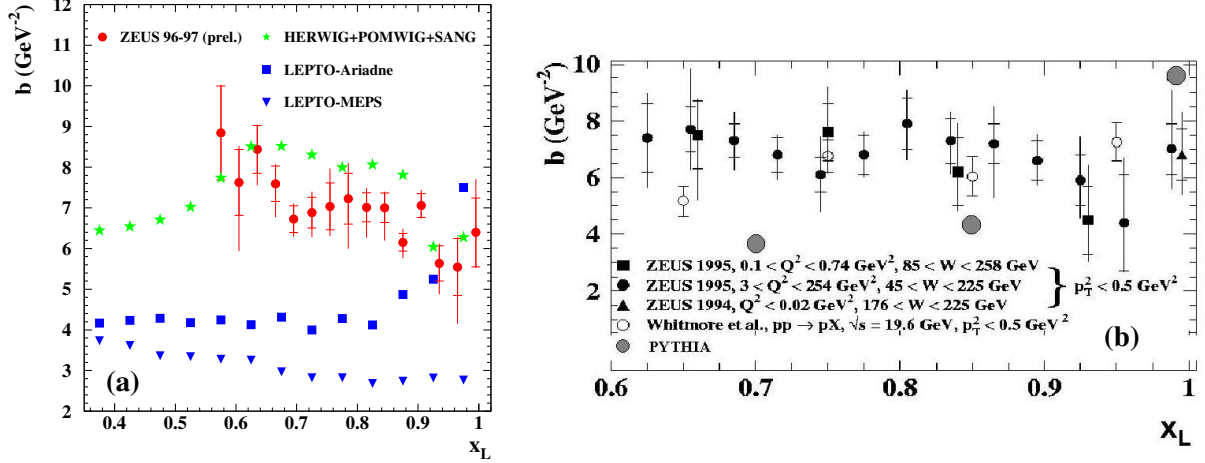 b (GeV⁻²)
12
11
10
9
8
7
6
5
4
3
2
ZEUS 96-97 (prel.)
HERWIG+POMWIG+SANG
LEPTO-Ariadne
LEPTO-MEPS
(a)
0.4 0.5 0.6 0.7 0.8 0.9 1
x_L
b (GeV⁻²)
10
8
6
4
2
ZEUS 1995, 0.1 < Q² < 0.74 GeV², 85 < W < 258 GeV
ZEUS 1995, 3 < Q² < 254 GeV², 45 < W < 225 GeV
ZEUS 1994, Q² < 0.02 GeV², 176 < W < 225 GeV
p_T² < 0.5 GeV²
Whitmore et al., pp → pX, √s = 19.6 GeV, p_T² < 0.5 GeV²
PYTHIA
(b)
0.6 0.7 0.8 0.9 1
x_L